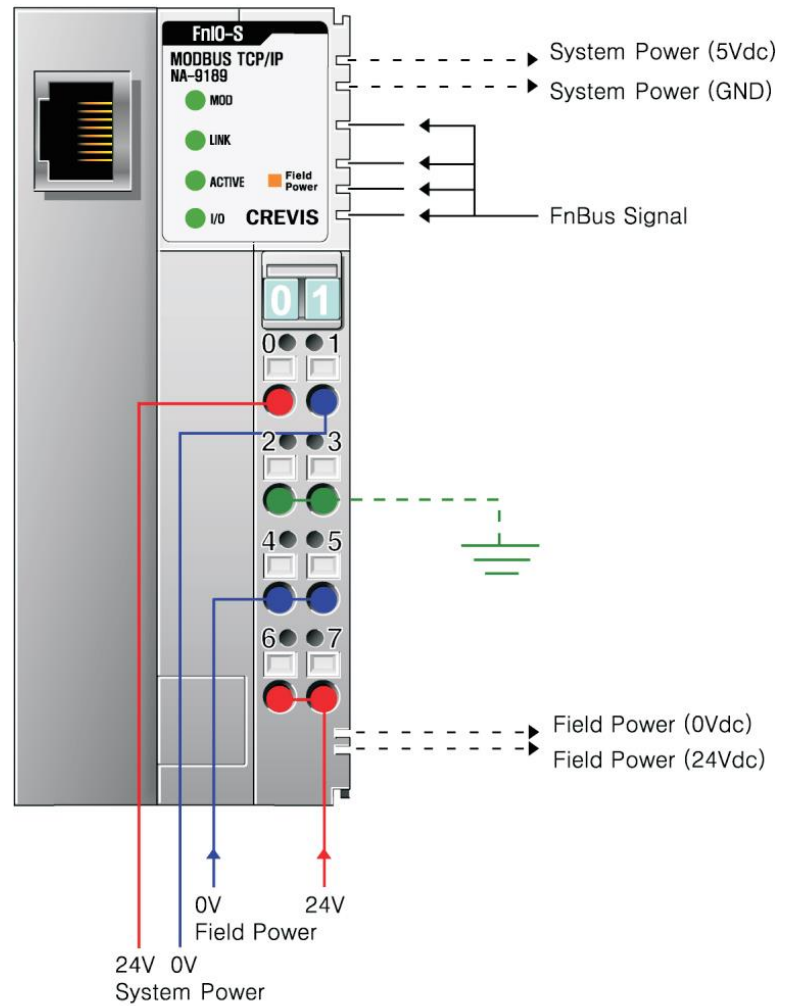 FnIO-S
MODBUS TCP/IP
NA-9189
MOD
LINK
ACTIVE
Field
Power
I/O
CREVIS
System Power (5Vdc)
System Power (GND)
FnBus Signal
0 1
0 1
2 3
4 5
6 7
Field Power (0Vdc)
Field Power (24Vdc)
0V 24V
Field Power
24V 0V
System Power